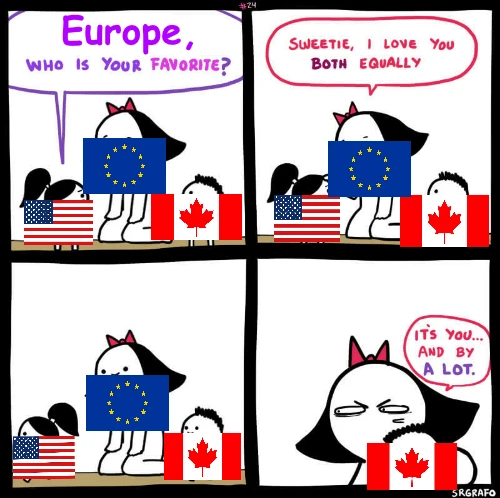 #24
Europe,
WHO IS YOUR FAVORITE?
SWEETIE, I LOVE YOU
BOTH EQUALLY
IT'S YOU...
AND BY
A LOT.
SRGRAFO